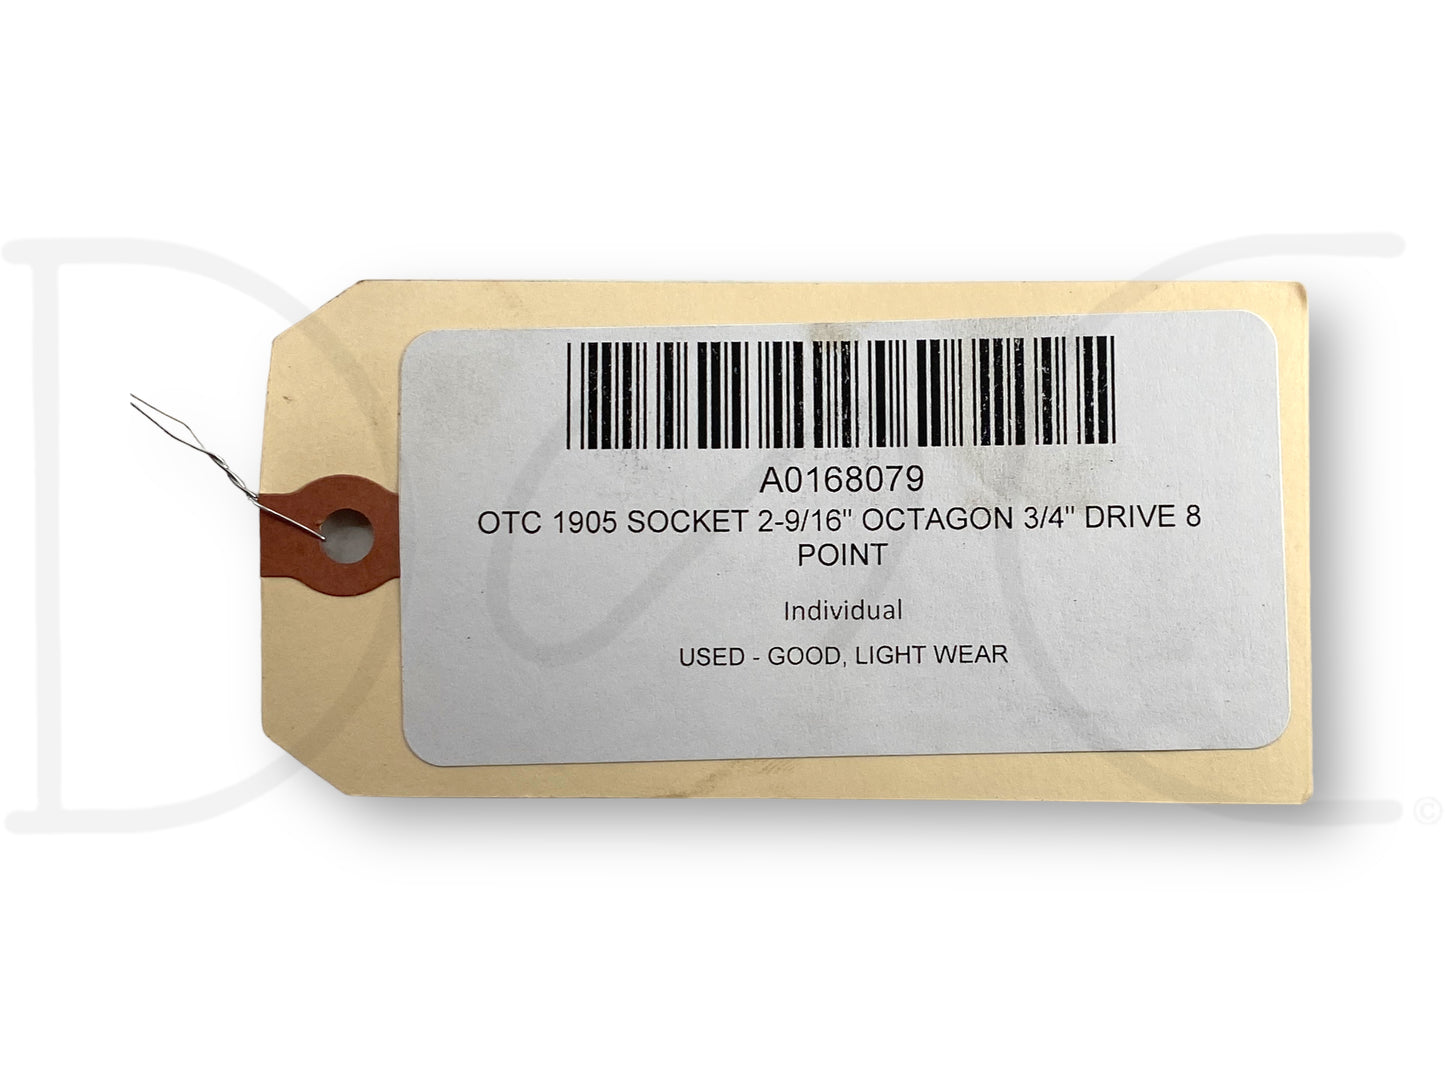 A0168079
OTC 1905 SOCKET 2-9/16" OCTAGON 3/4" DRIVE 8
POINT
Individual
USED - GOOD, LIGHT WEAR
©